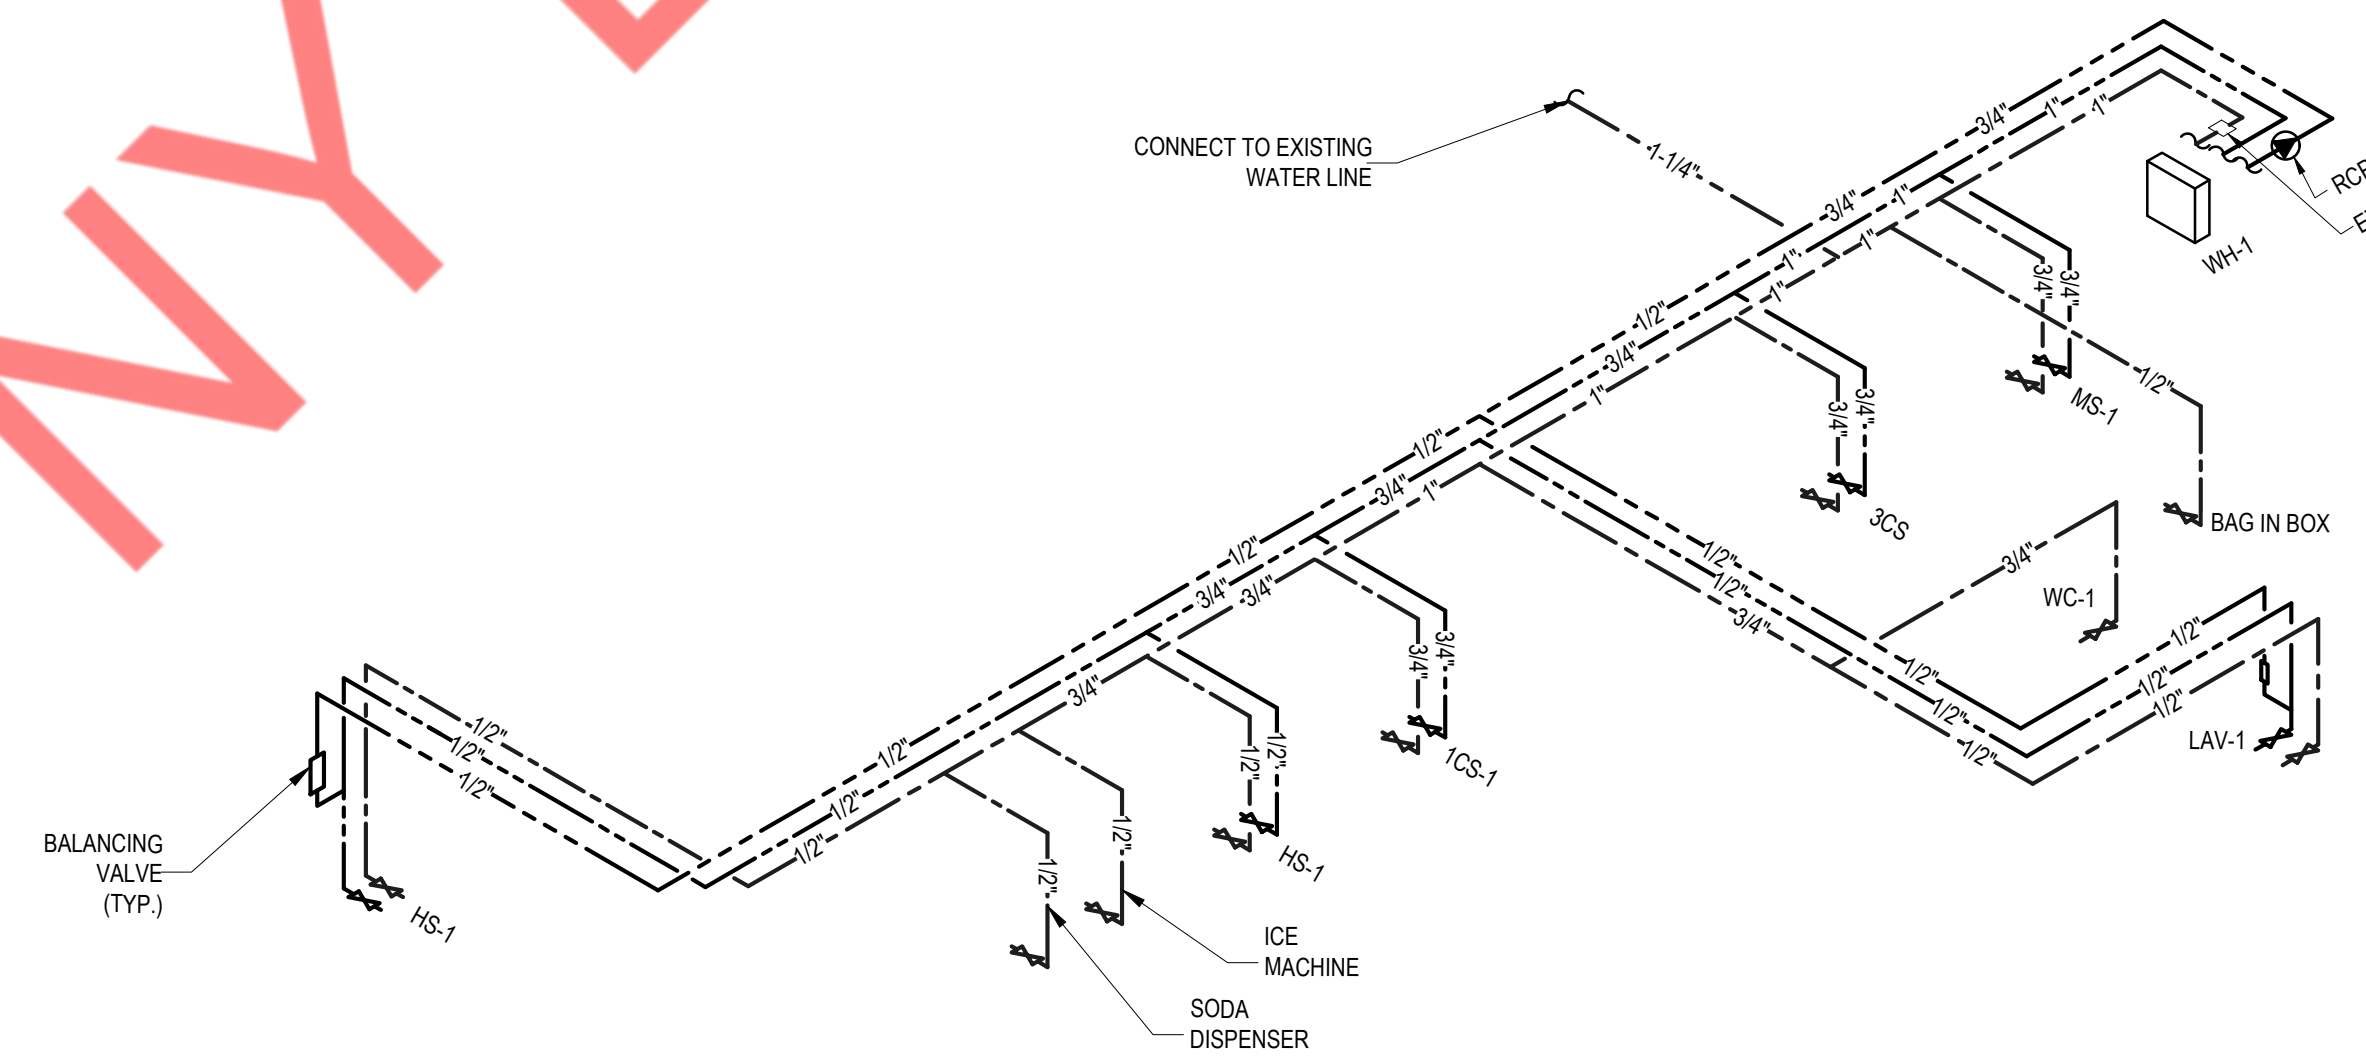 3/4"
1"
1"
CONNECT TO EXISTING
WATER LINE
1-1/4"
RCP
3/4"
1"
1"
WH-1
1"
1"
3/4"
3/4"
1/2"
3/4"
1"
1/2"
MS-1
3/4"
3/4"
1/2"
3/4"
1"
3CS
BAG IN BOX
1/2"
3/4"
3/4"
1/2"
1/2"
3/4"
3/4"
WC-1
1/2"
1/2"
1/2"
3/4"
3/4"
3/4"
1/2"
1/2"
1/2"
LAV-1
1/2"
1/2"
1/2"
1/2"
1/2"
1/2"
1/2"
1/2"
1CS-1
BALANCING
VALVE
(TYP.)
HS-1
1/2"
1/2"
HS-1
ICE
MACHINE
SODA
DISPENSER